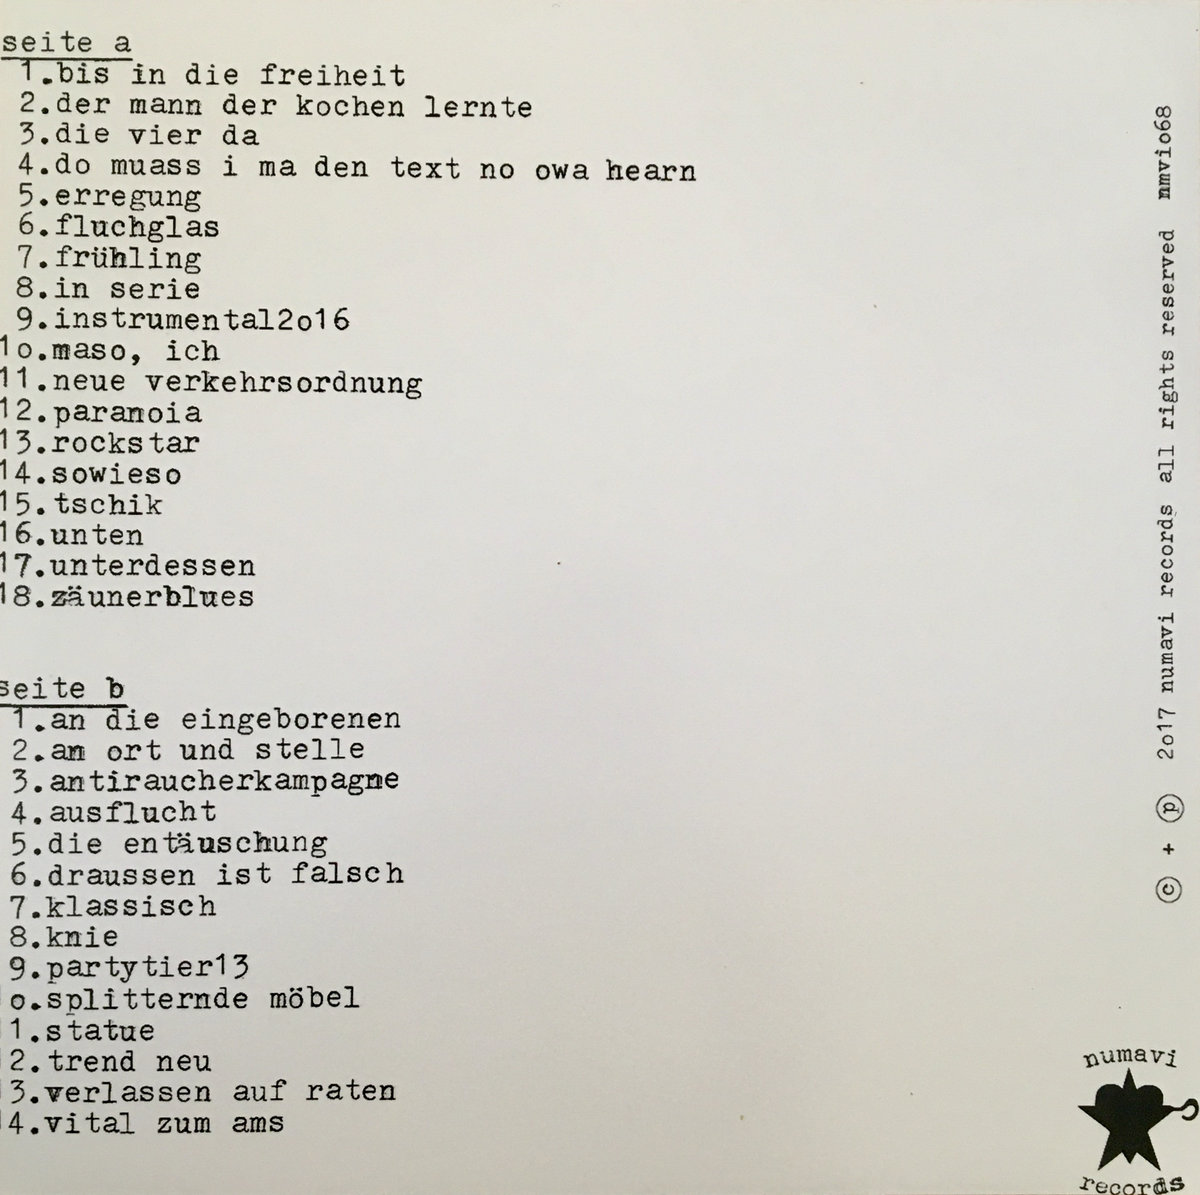 seite a
1.bis in die freiheit
2.der mann der kochen lernte
3.die vier da
4.do muass i ma den text no owa hearn
5.erregung
6.fluchglas
7.frühling
8.in serie
9.instrumental2o16
1o.maso, ich
11.neue verkehrsordnung
12.paranoia
13.rockstar
14.sowieso
15.tschik
16.unten
17.unterdessen
18.zäunerblues
seite b
1.an die eingeborenen
2.an ort und stelle
3.antiraucherkampagne
4.ausflucht
5.die entäuschung
6.draussen ist falsch
7.klassisch
8.knie
9.partytier13
1o.splitternde möbel
11.statue
12.trend neu
13.verlassen auf raten
14.vital zum ams
© + ℗ 2o17 numavi records all rights reserved nmvio68
numavi
records